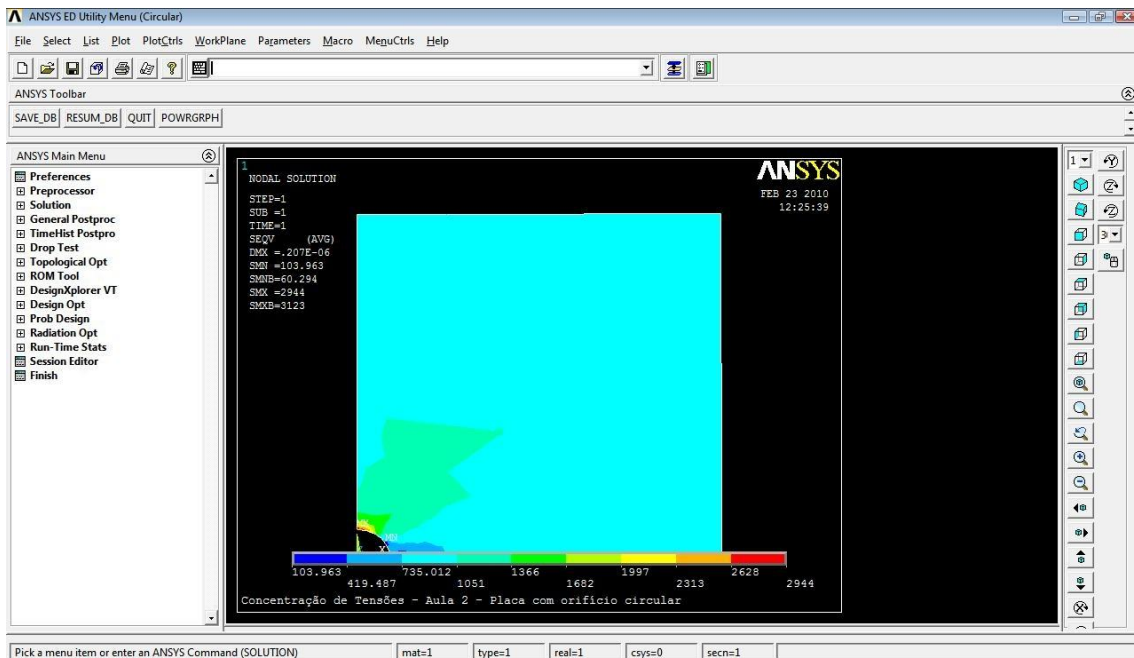 ANSYS ED Utility Menu (Circular)
File Select List Plot PlotCtrls WorkPlane Parameters Macro MenuCtrls Help
ANSYS Toolbar
SAVE_DB RESUM_DB QUIT POWRGRPH
ANSYS Main Menu
Preferences
Preprocessor
Solution
General Postproc
TimeHist Postpro
Drop Test
Topological Opt
ROM Tool
DesignXplorer VT
Design Opt
Prob Design
Radiation Opt
Run-Time Stats
Session Editor
Finish
1
NODAL SOLUTION
STEP=1
SUB =1
TIME=1
SEQV (AVG)
DMX =.207E-06
SMN =103.963
SMNB=60.294
SMX =2944
SMXB=3123
ANSYS
FEB 23 2010
12:25:39
MN
X
103.963 735.012 1366 1997 2628
419.487 1051 1682 2313 2944
Concentração de Tensões - Aula 2 - Placa com orifício circular
1
Pick a menu item or enter an ANSYS Command (SOLUTION) mat=1 type=1 real=1 csys=0 secn=1